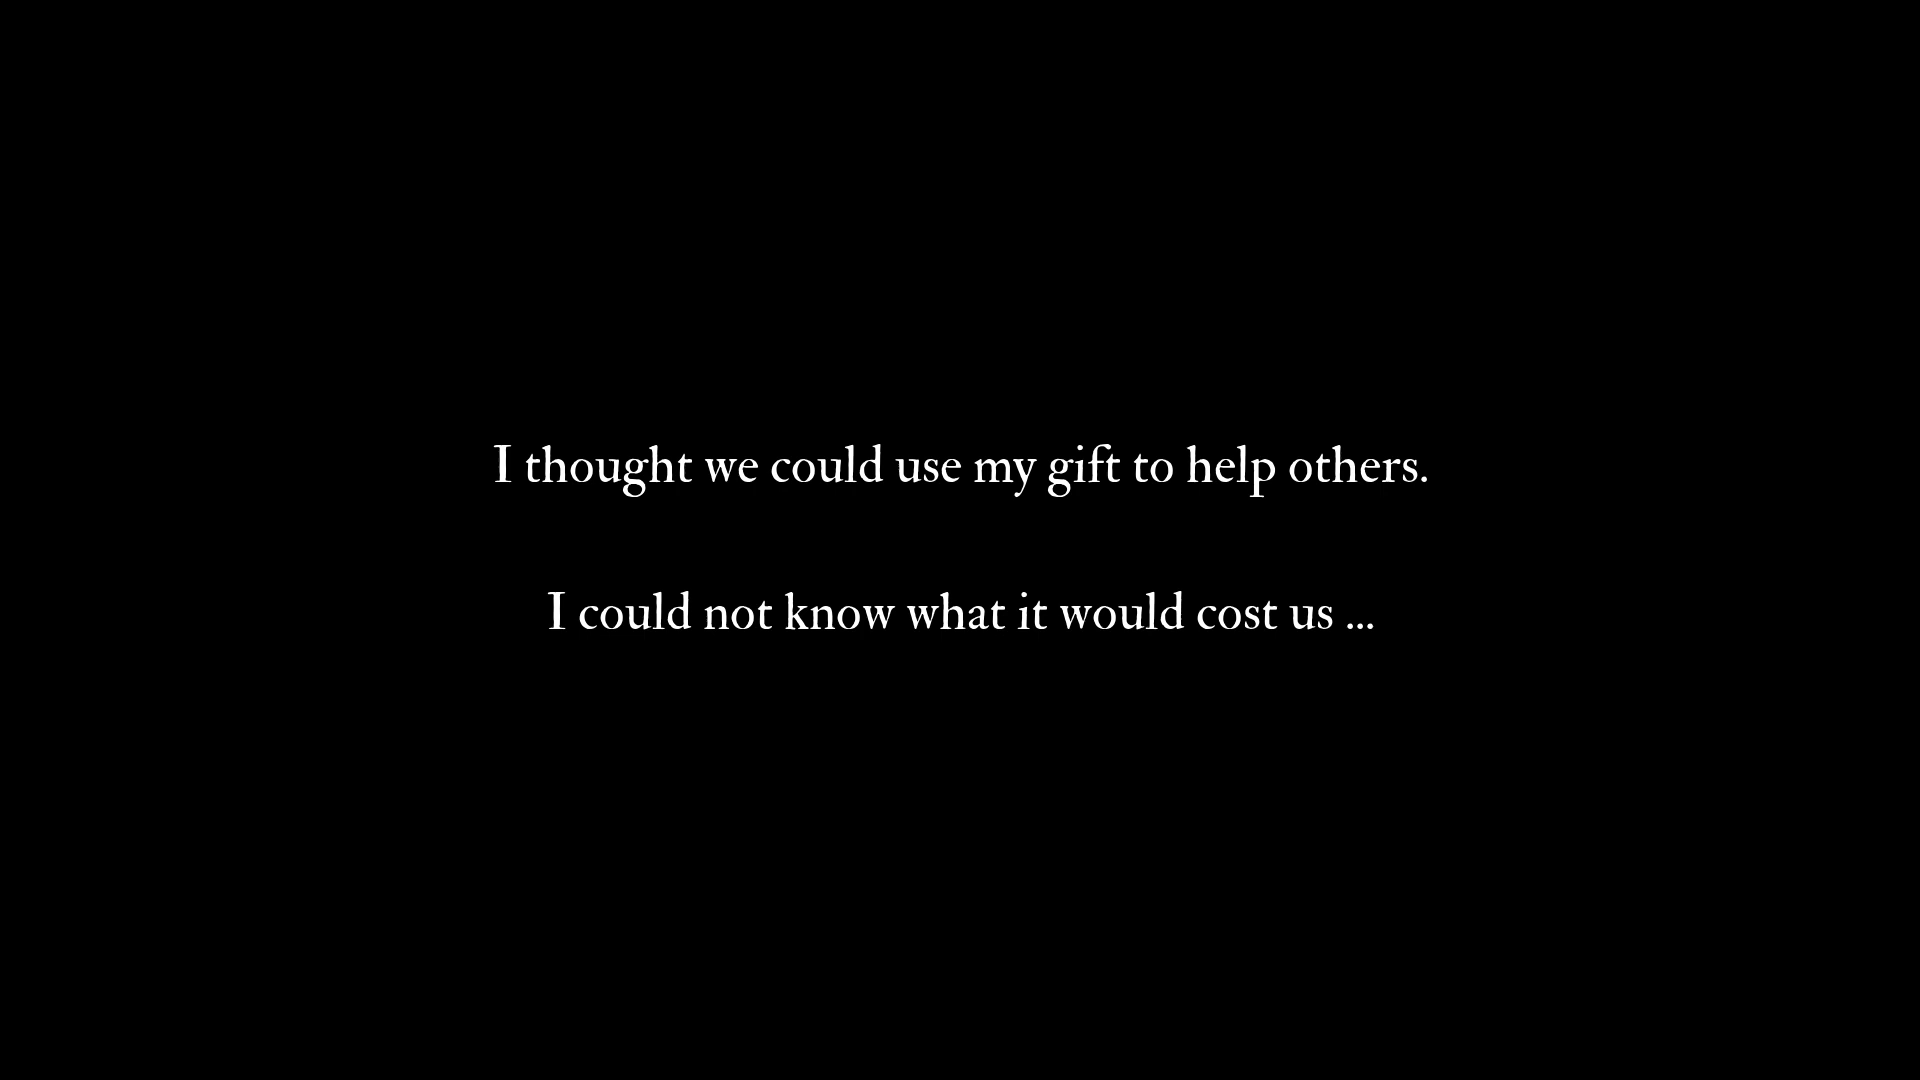 I thought we could use my gift to help others.
I could not know what it would cost us ...